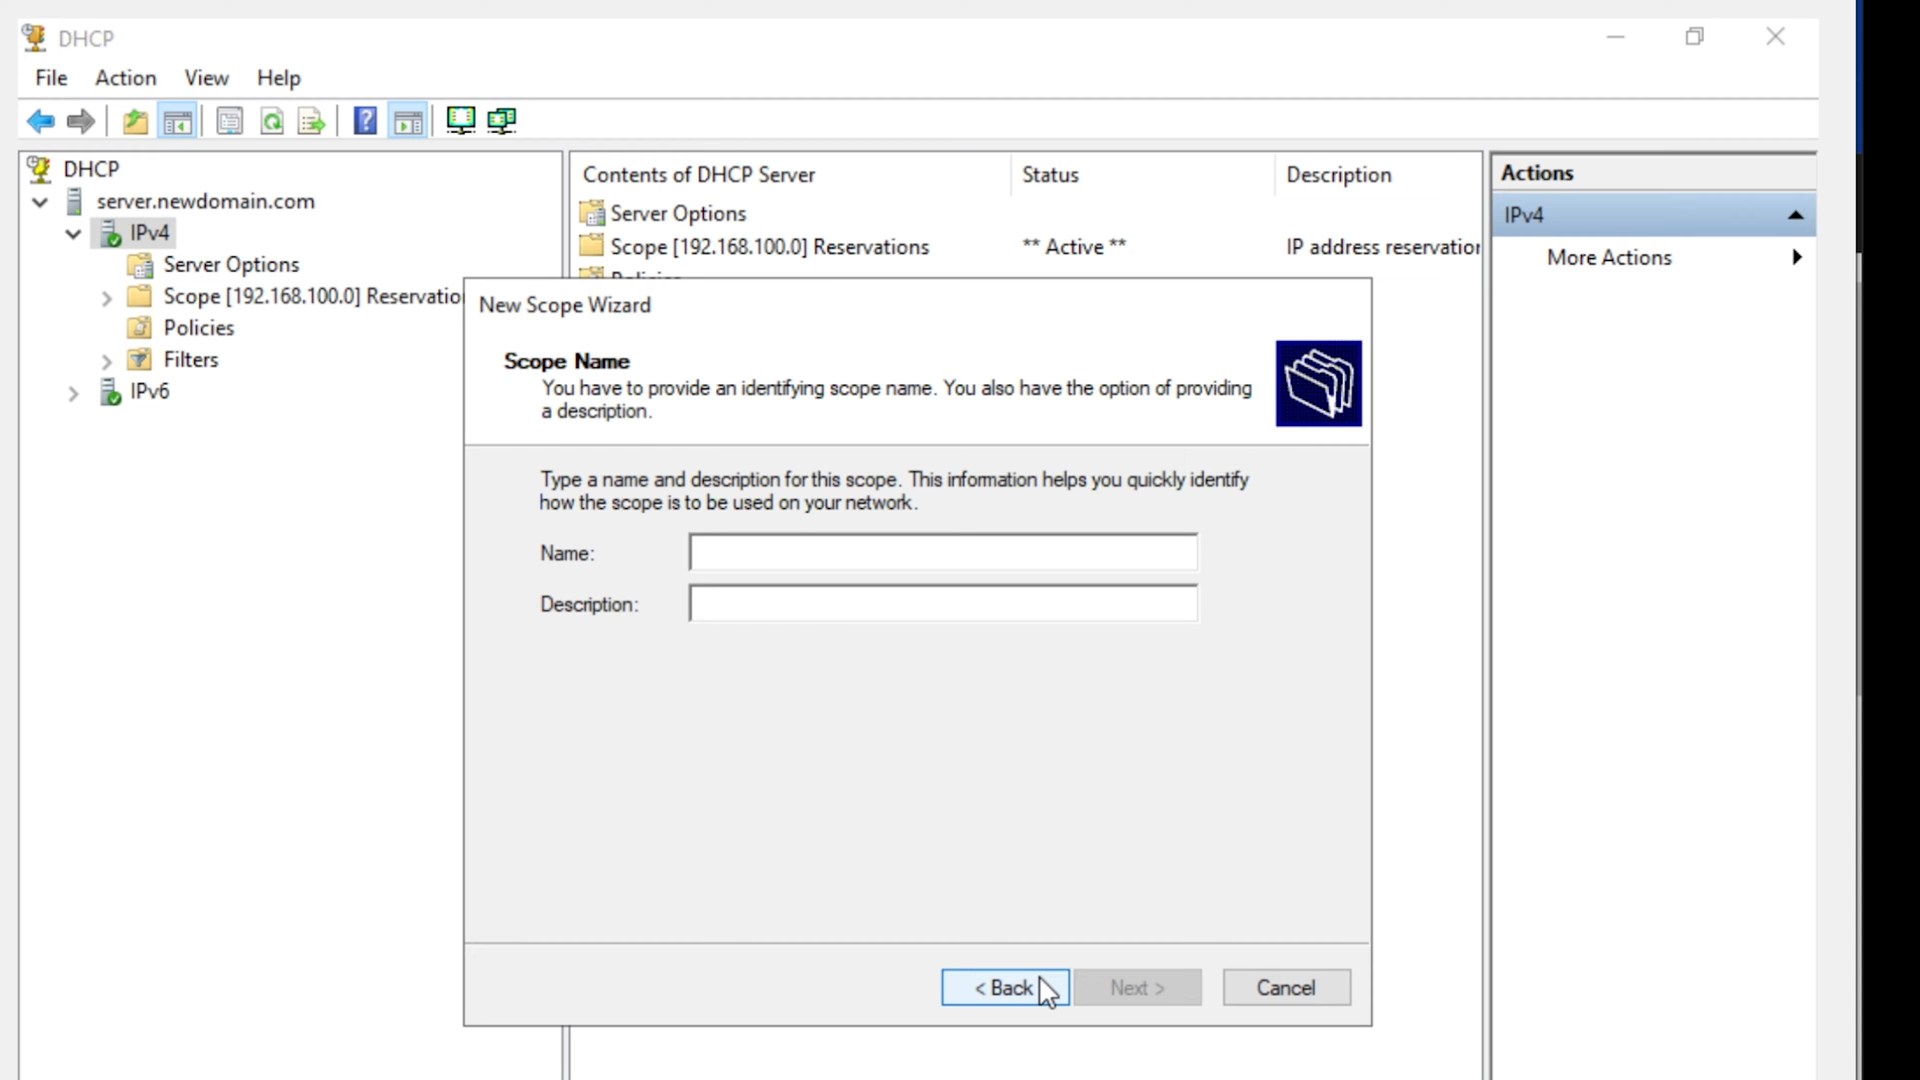 DHCP
File Action View Help
DHCP
server.newdomain.com
IPv4
Server Options
Scope [192.168.100.0] Reservatio
Policies
Filters
IPv6
Contents of DHCP Server Status Description
Server Options
Scope [192.168.100.0] Reservations ** Active ** IP address reservation
Policies
Actions
IPv4
More Actions
New Scope Wizard
Scope Name
You have to provide an identifying scope name. You also have the option of providing
a description.
Type a name and description for this scope. This information helps you quickly identify
how the scope is to be used on your network.
Name:
Description:
< Back Next > Cancel